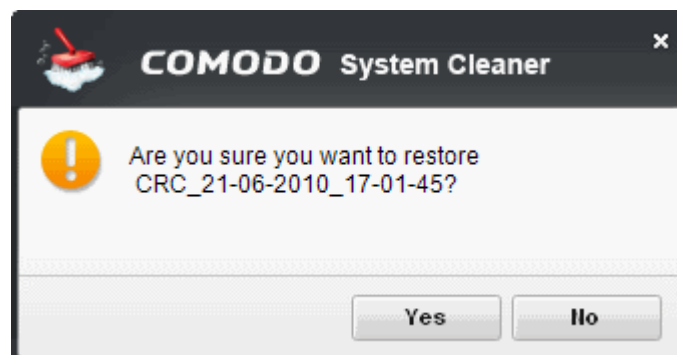 COMODO System Cleaner
Are you sure you want to restore
CRC_21-06-2010_17-01-45?
Yes No